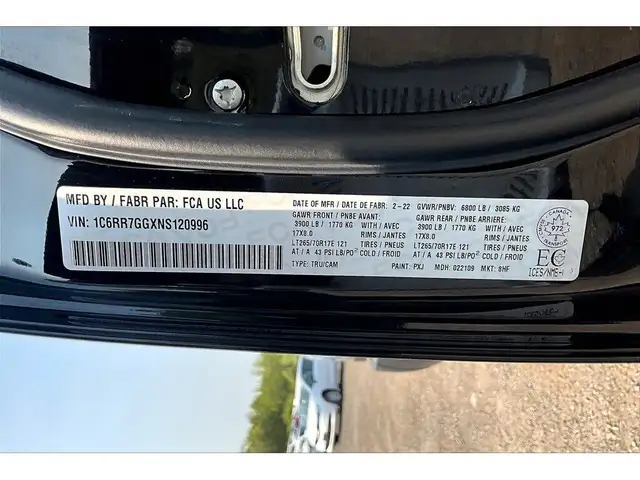 MFD BY / FABR PAR: FCA US LLC
VIN: 1C6RR7GGXNS120996
DATE OF MFR / DATE DE FABR: 2-22
GVWR/PNBV: 6800 LB / 3085 KG
GAWR FRONT / PNBE AVANT:
3900 LB / 1770 KG WITH / AVEC
17X8.0 RIMS / JANTES
LT265/70R17E 121 TIRES / PNEUS
AT / A 43 PSI LB/PO² COLD / FROID
GAWR REAR / PNBE ARRIERE:
3900 LB / 1770 KG WITH / AVEC
17X8.0 RIMS / JANTES
LT265/70R17E 121 TIRES / PNEUS
AT / A 43 PSI LB/PO² COLD / FROID
TYPE: TRU/CAM
PAINT: PXJ MDH: 022109 MKT: 8HF
CANADA
972
TRANSPORT
EC